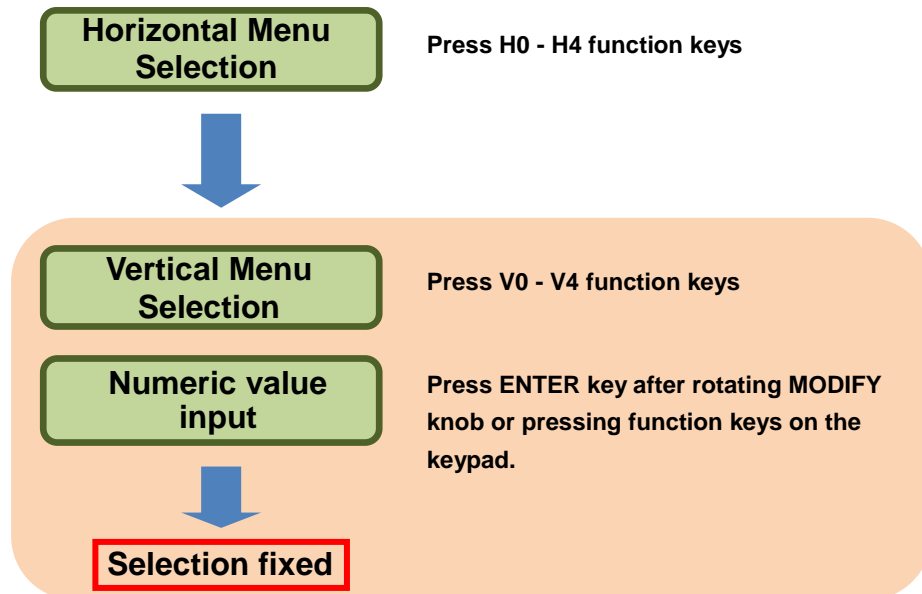 Horizontal Menu
Selection
Press H0 - H4 function keys
Vertical Menu
Selection
Press V0 - V4 function keys
Numeric value
input
Press ENTER key after rotating MODIFY
knob or pressing function keys on the
keypad.
Selection fixed